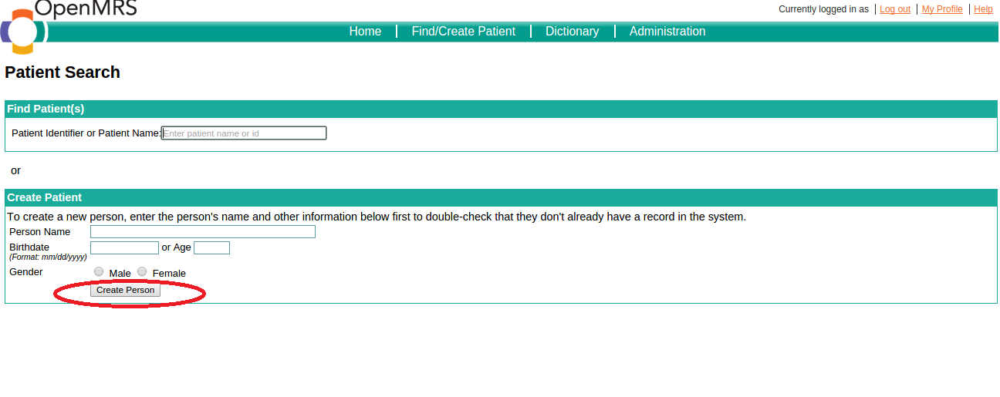 OpenMRS
Currently logged in as Log out My Profile Help
Home Find/Create Patient Dictionary Administration
Patient Search
Find Patient(s)
Patient Identifier or Patient Name: Enter patient name or id
or
Create Patient
To create a new person, enter the person's name and other information below first to double-check that they don't already have a record in the system.
Person Name
Birthdate or Age
(Format: mm/dd/yyyy)
Gender Male Female
Create Person